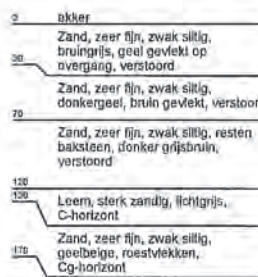 0 akker
Zand, zeer fijn, zwak siltig,
bruingrijs, geel gevlekt op
30 overgang, verstoord
Zand, zeer fijn, zwak siltig,
donkergeel, bruin gevlekt, verstoor
70
Zand, zeer fijn, zwak siltig, resten
baksteen, donker grijsbruin,
verstoord
120
130 Leem, sterk zandig, lichtgrijs,
C-horizont
Zand, zeer fijn, zwak siltig,
170 geelbeige, roestvlekken,
Cg-horizont